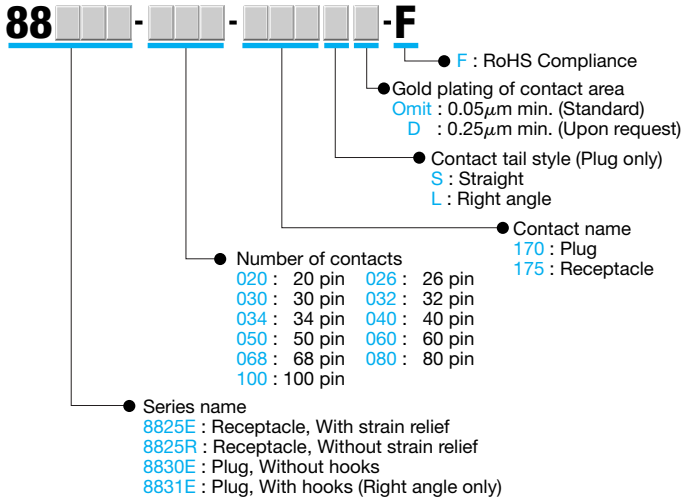 88 - - -F
F : RoHS Compliance
Gold plating of contact area
Omit : 0.05μm min. (Standard)
D : 0.25μm min. (Upon request)
Contact tail style (Plug only)
S : Straight
L : Right angle
Contact name
170 : Plug
175 : Receptacle
Number of contacts
020 : 20 pin 026 : 26 pin
030 : 30 pin 032 : 32 pin
034 : 34 pin 040 : 40 pin
050 : 50 pin 060 : 60 pin
068 : 68 pin 080 : 80 pin
100 : 100 pin
Series name
8825E : Receptacle, With strain relief
8825R : Receptacle, Without strain relief
8830E : Plug, Without hooks
8831E : Plug, With hooks (Right angle only)